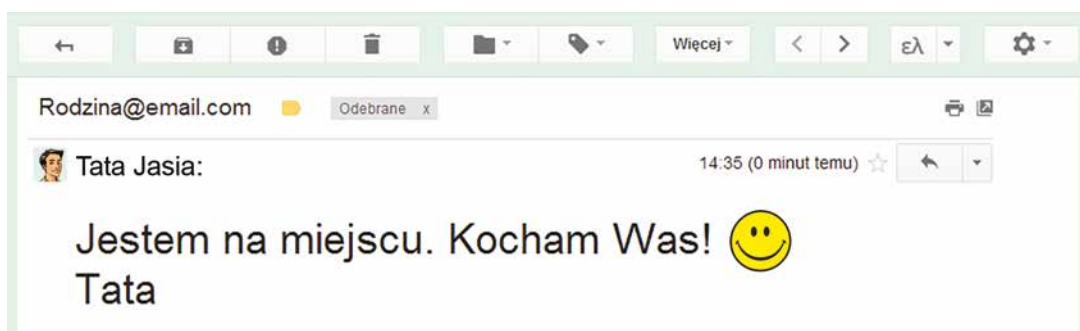 Więcej ελ
Rodzina@email.com Odebrane x
Tata Jasia: 14:35 (0 minut temu)
Jestem na miejscu. Kocham Was!
Tata